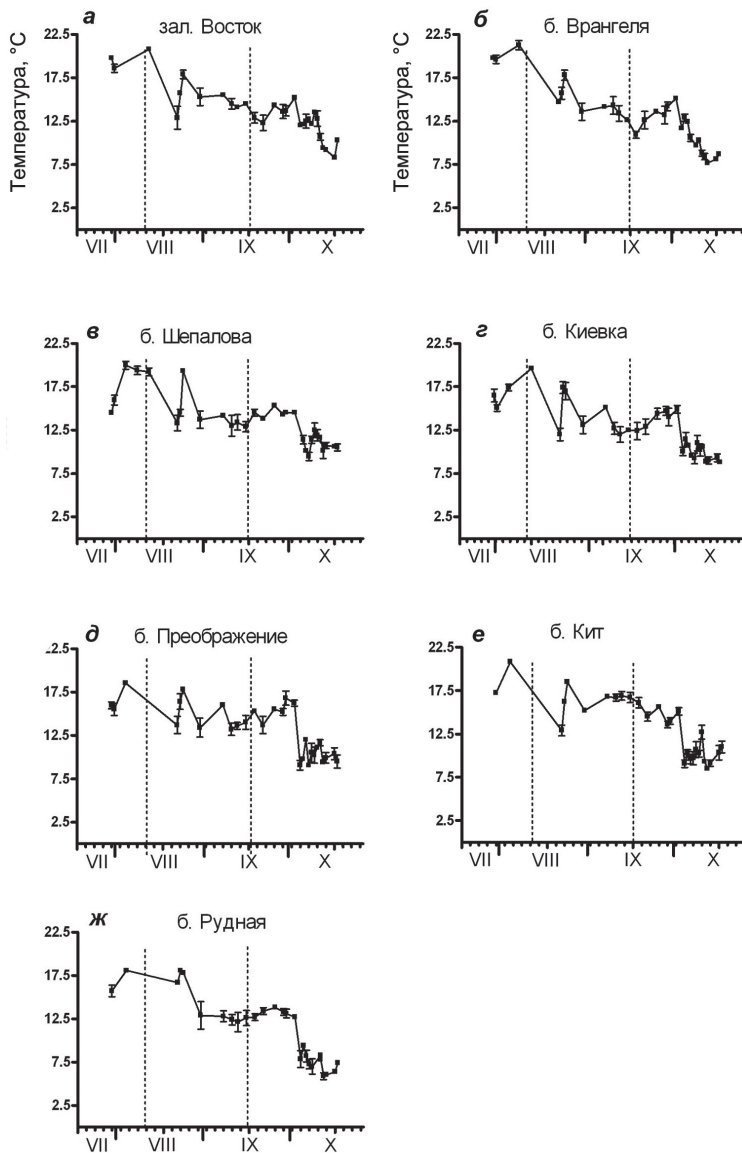 а
зал. Восток
Температура, °C
22.5
17.5
12.5
7.5
2.5
VII VIII IX X
б
б. Врангеля
Температура, °C
22.5
17.5
12.5
7.5
2.5
VII VIII IX X
в
б. Шепалова
22.5
17.5
12.5
7.5
2.5
VII VIII IX X
г
б. Киевка
22.5
17.5
12.5
7.5
2.5
VII VIII IX X
д
б. Преображение
2.5
17.5
12.5
7.5
2.5
VII VIII IX X
е
б. Кит
22.5
17.5
12.5
7.5
2.5
VII VIII IX X
ж
б. Рудная
22.5
17.5
12.5
7.5
2.5
VII VIII IX X